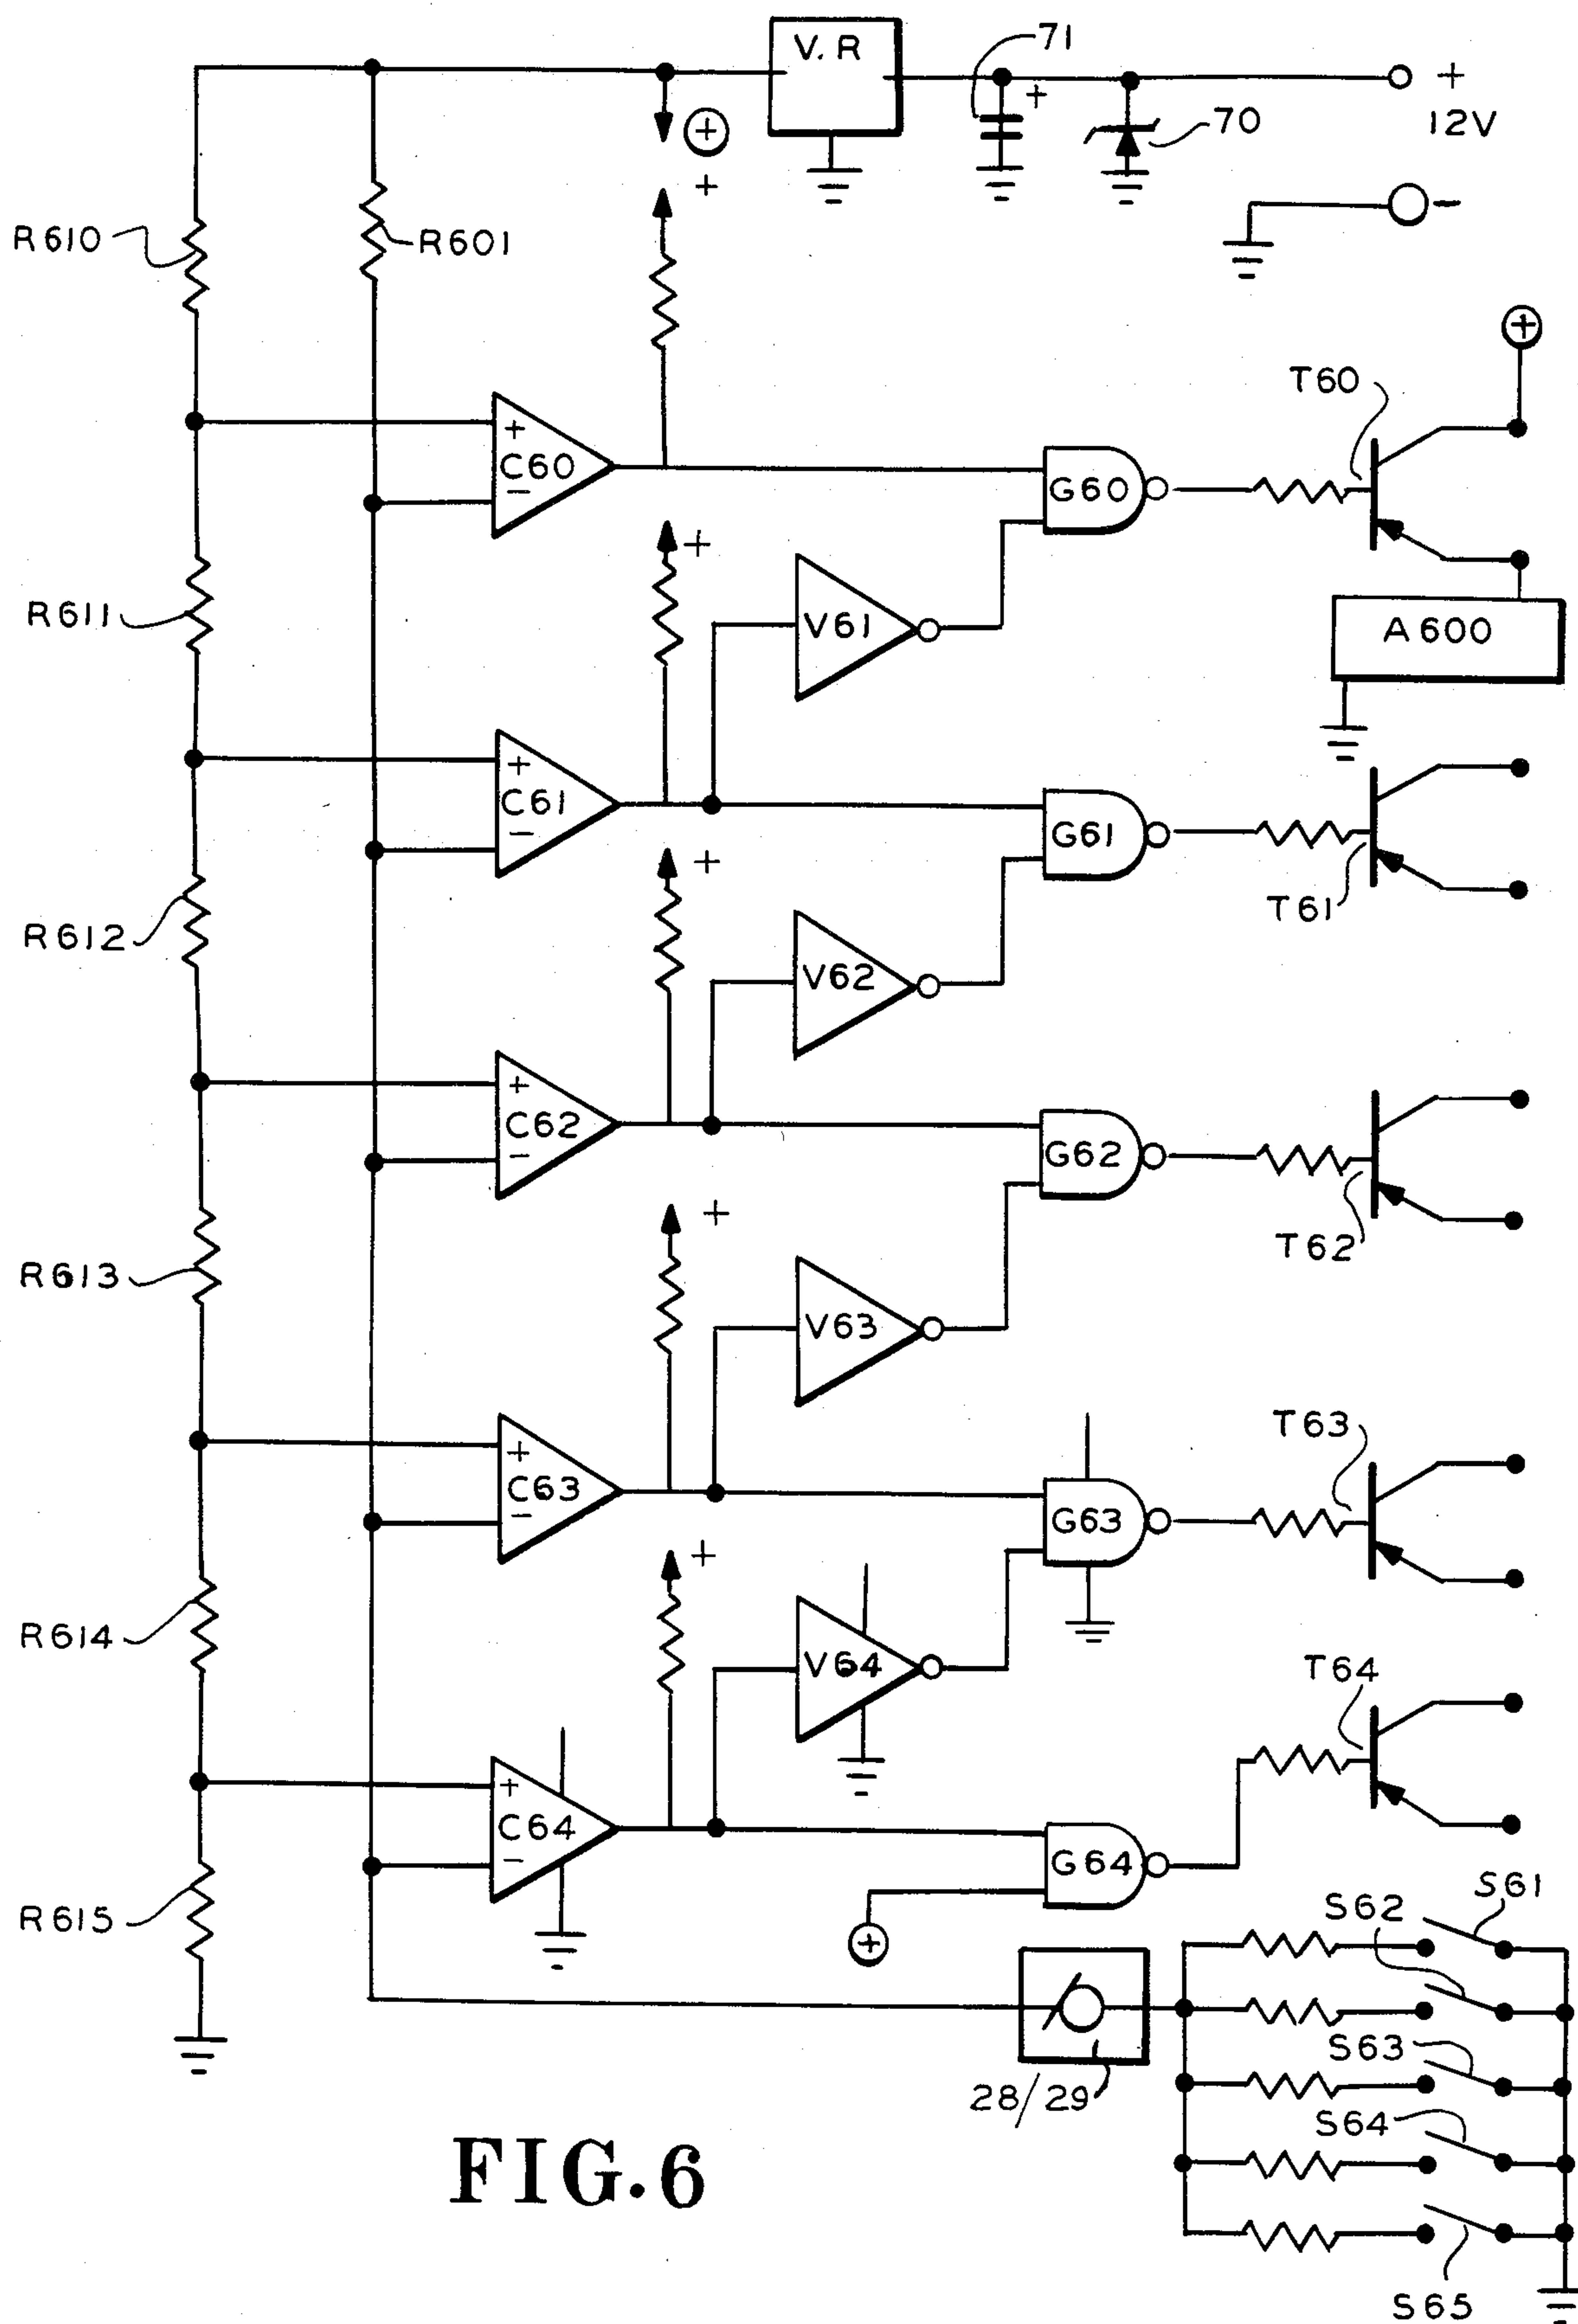 V.R
71
+
+
12V
70
+
+
−
R610
R601
+
T60
+
C60
−
G60
+
R611
V61
A600
+
C61
−
G61
+
T61
R612
V62
+
C62
−
G62
T62
+
R613
V63
T63
+
C63
−
G63
+
R614
V64
T64
+
C64
−
G64
S61
S62
R615
+
S63
28/29
S64
FIG.6
S65